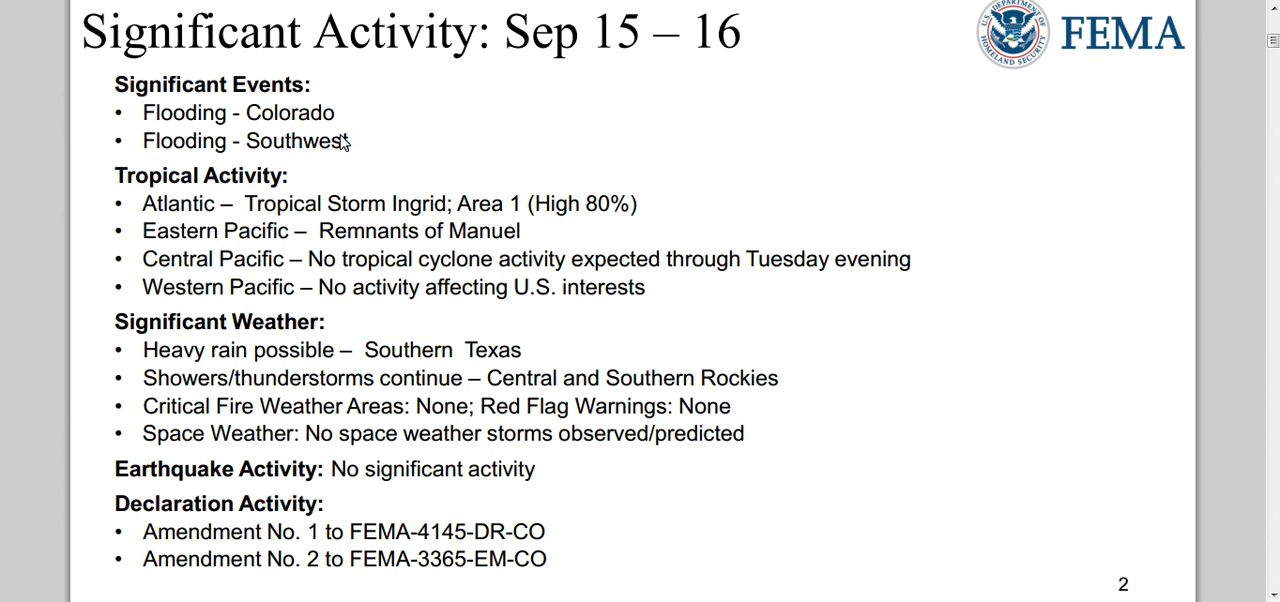 Significant Activity: Sep 15 – 16
U.S. DEPARTMENT OF
HOMELAND SECURITY
FEMA
Significant Events:
• Flooding - Colorado
• Flooding - Southwest
Tropical Activity:
• Atlantic – Tropical Storm Ingrid; Area 1 (High 80%)
• Eastern Pacific – Remnants of Manuel
• Central Pacific – No tropical cyclone activity expected through Tuesday evening
• Western Pacific – No activity affecting U.S. interests
Significant Weather:
• Heavy rain possible – Southern Texas
• Showers/thunderstorms continue – Central and Southern Rockies
• Critical Fire Weather Areas: None; Red Flag Warnings: None
• Space Weather: No space weather storms observed/predicted
Earthquake Activity: No significant activity
Declaration Activity:
• Amendment No. 1 to FEMA-4145-DR-CO
• Amendment No. 2 to FEMA-3365-EM-CO
2